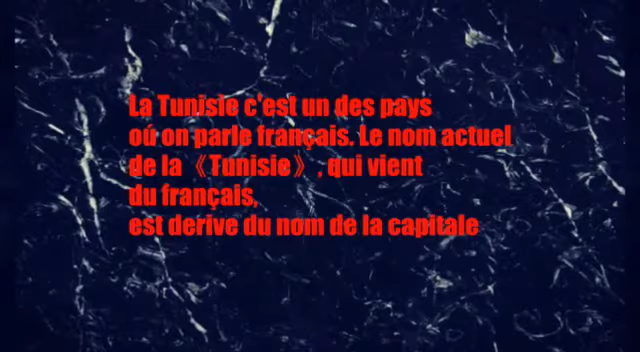 La Tunisie c'est un des pays
oú on parle français. Le nom actuel
de la 《Tunisie》, qui vient
du français,
est derive du nom de la capitale